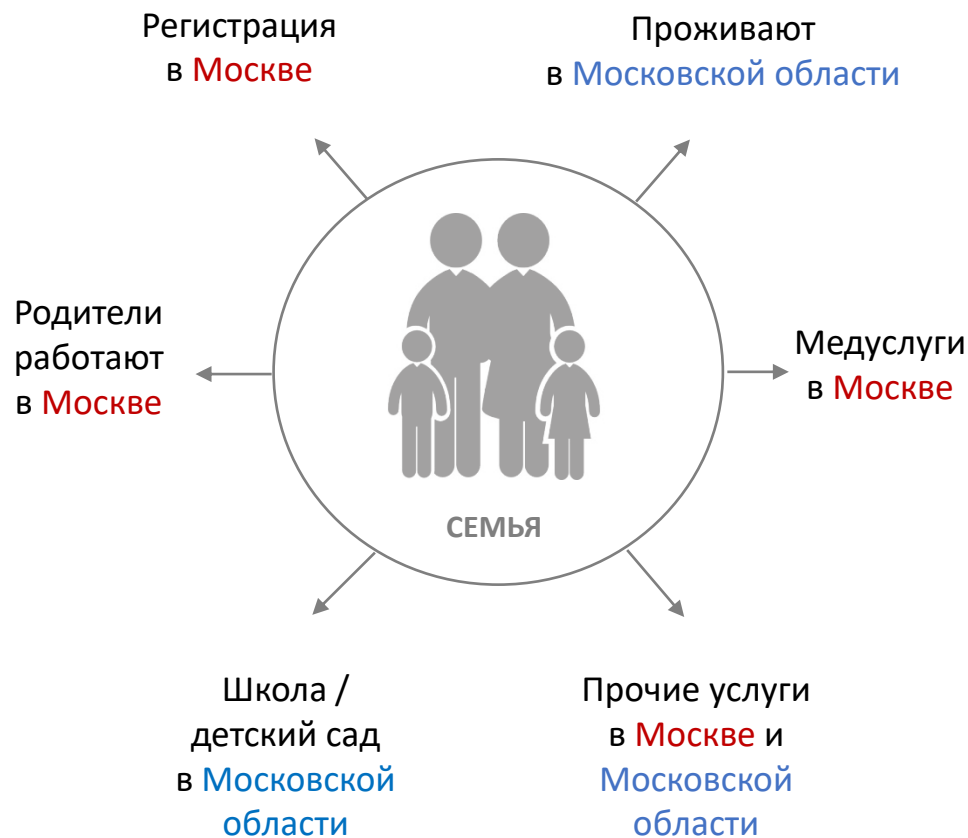 Регистрация
в Москве
Проживают
в Московской области
Родители
работают
в Москве
Медуслуги
в Москве
СЕМЬЯ
Школа /
детский сад
в Московской
области
Прочие услуги
в Москве и
Московской
области